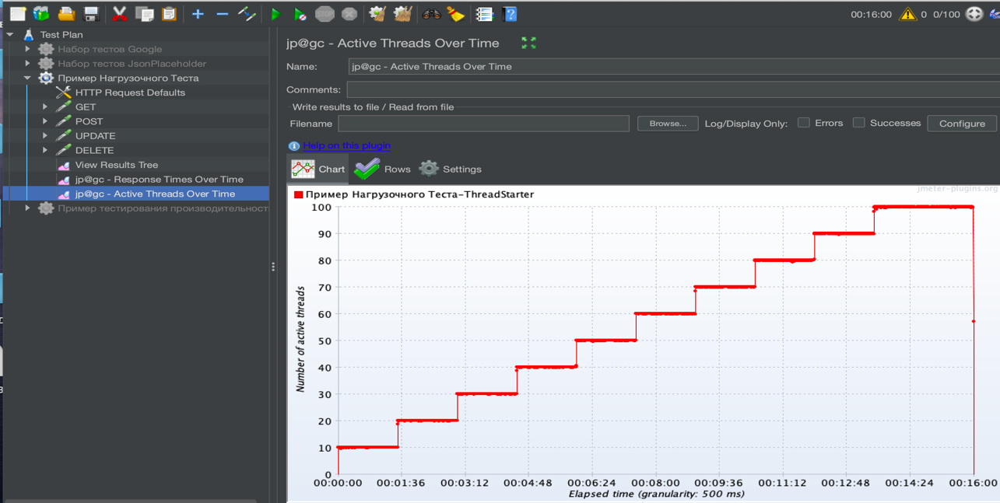 STOP
00:16:00 0 0/100
Test Plan
Набор тестов Google
Набор тестов JsonPlaceholder
Пример Нагрузочного Теста
HTTP Request Defaults
GET
POST
UPDATE
DELETE
View Results Tree
jp@gc - Response Times Over Time
jp@gc - Active Threads Over Time
Пример тестирования производительност
jp@gc - Active Threads Over Time
Name: jp@gc - Active Threads Over Time
Comments:
Write results to file / Read from file
Filename Browse... Log/Display Only: Errors Successes Configure
Help on this plugin
Chart Rows Settings
jmeter-plugins.org
Пример Нагрузочного Теста-ThreadStarter
Number of active threads
100
90
80
70
60
50
40
30
20
10
0
00:00:00 00:01:36 00:03:12 00:04:48 00:06:24 00:08:00 00:09:36 00:11:12 00:12:48 00:14:24 00:16:00
Elapsed time (granularity: 500 ms)